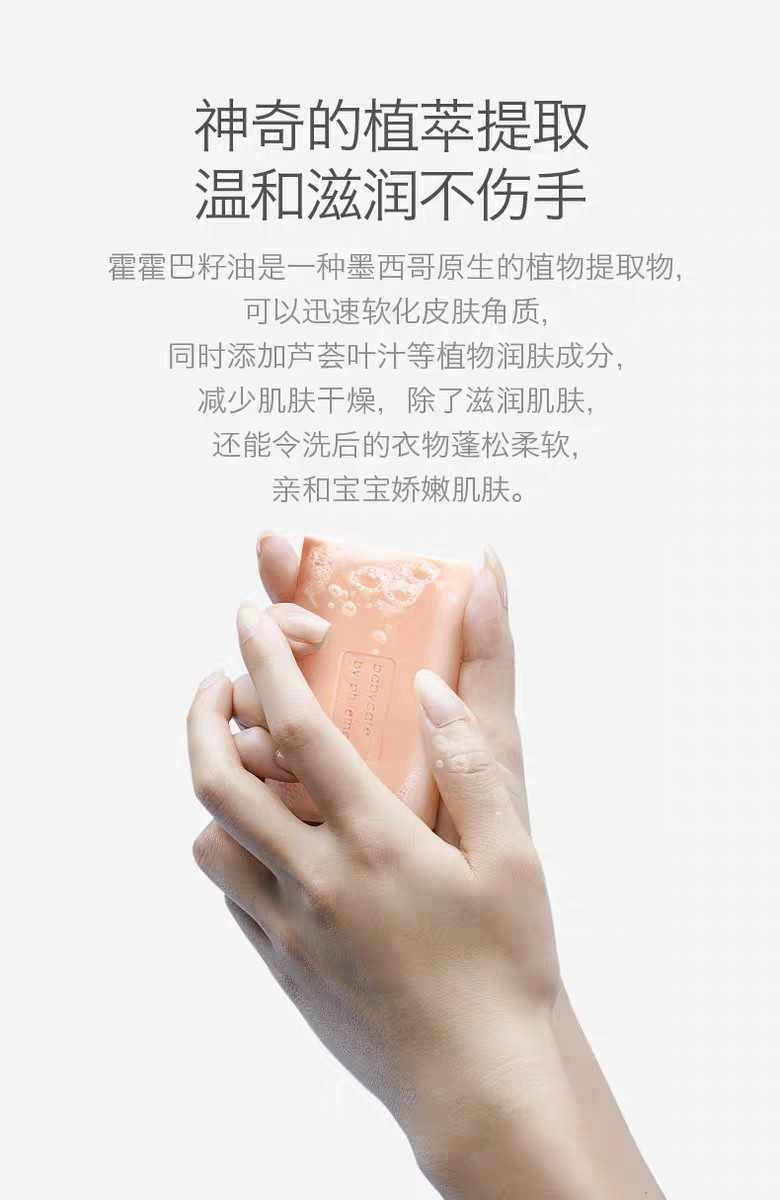 神奇的植萃提取
温和滋润不伤手
霍霍巴籽油是一种墨西哥原生的植物提取物,
可以迅速软化皮肤角质,
同时添加芦荟叶汁等植物润肤成分,
减少肌肤干燥，除了滋润肌肤,
还能令洗后的衣物蓬松柔软,
亲和宝宝娇嫩肌肤。
babycare